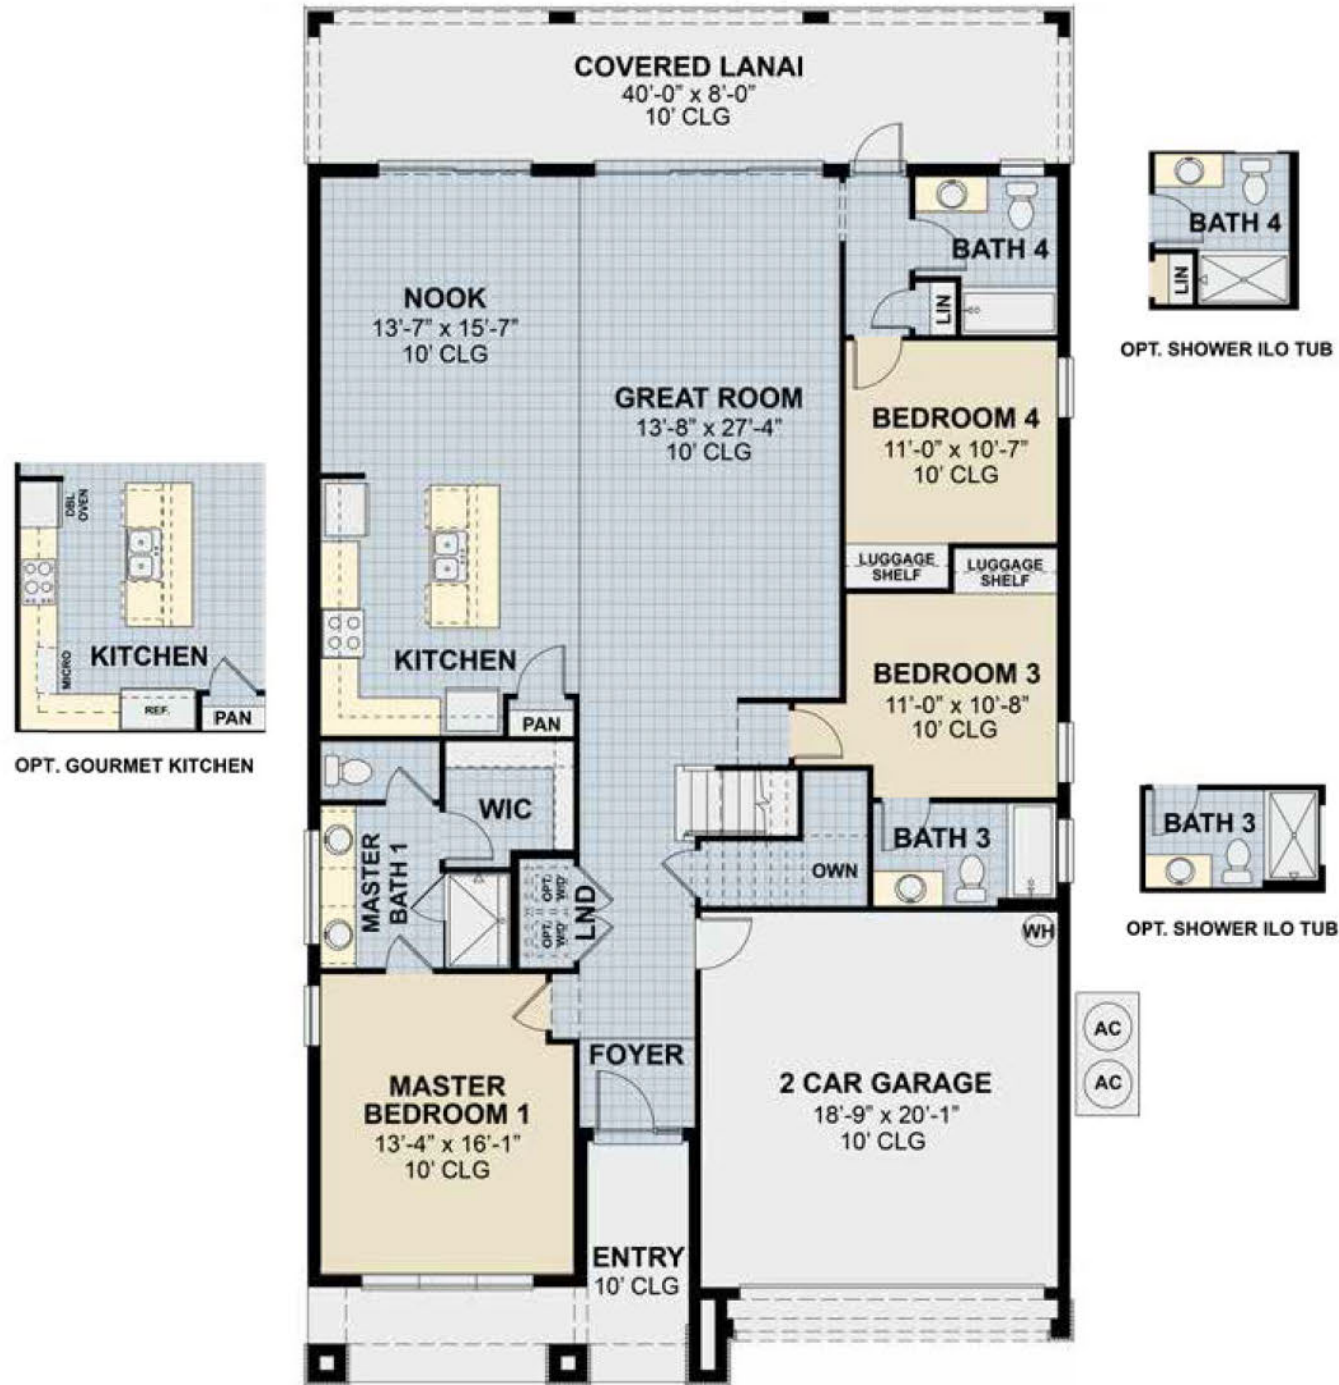 COVERED LANAI
40'-0" x 8'-0"
10' CLG
BATH 4
LIN
OPT. SHOWER ILO TUB
BATH 4
LIN
NOOK
13'-7" x 15'-7"
10' CLG
GREAT ROOM
13'-8" x 27'-4"
10' CLG
BEDROOM 4
11'-0" x 10'-7"
10' CLG
LUGGAGE
SHELF
LUGGAGE
SHELF
DBL
OVEN
KITCHEN
MICRO
REF.
PAN
OPT. GOURMET KITCHEN
KITCHEN
PAN
BEDROOM 3
11'-0" x 10'-8"
10' CLG
WIC
MASTER
BATH 1
OPT.
W/D
OPT.
W/D
LND
OWN
BATH 3
BATH 3
OPT. SHOWER ILO TUB
WH
AC
AC
FOYER
MASTER
BEDROOM 1
13'-4" x 16'-1"
10' CLG
2 CAR GARAGE
18'-9" x 20'-1"
10' CLG
ENTRY
10' CLG